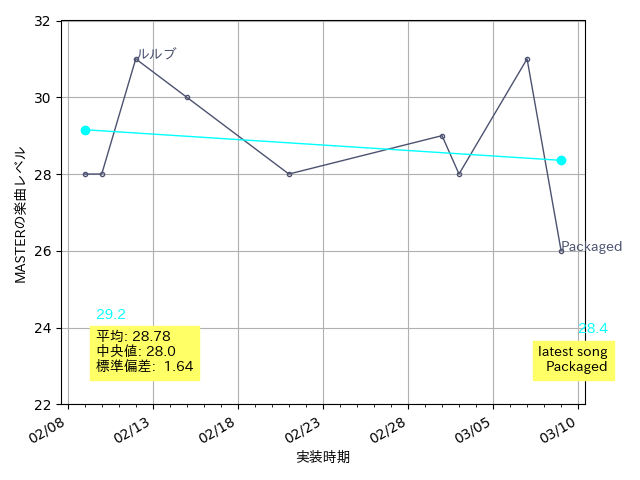 32
30
28
26
24
22
MASTERの楽曲レベル
ルルブ
Packaged
29.2
平均: 28.78
中央値: 28.0
標準偏差: 1.64
28.4
latest song
Packaged
02/08
02/13
02/18
02/23
02/28
03/05
03/10
実装時期